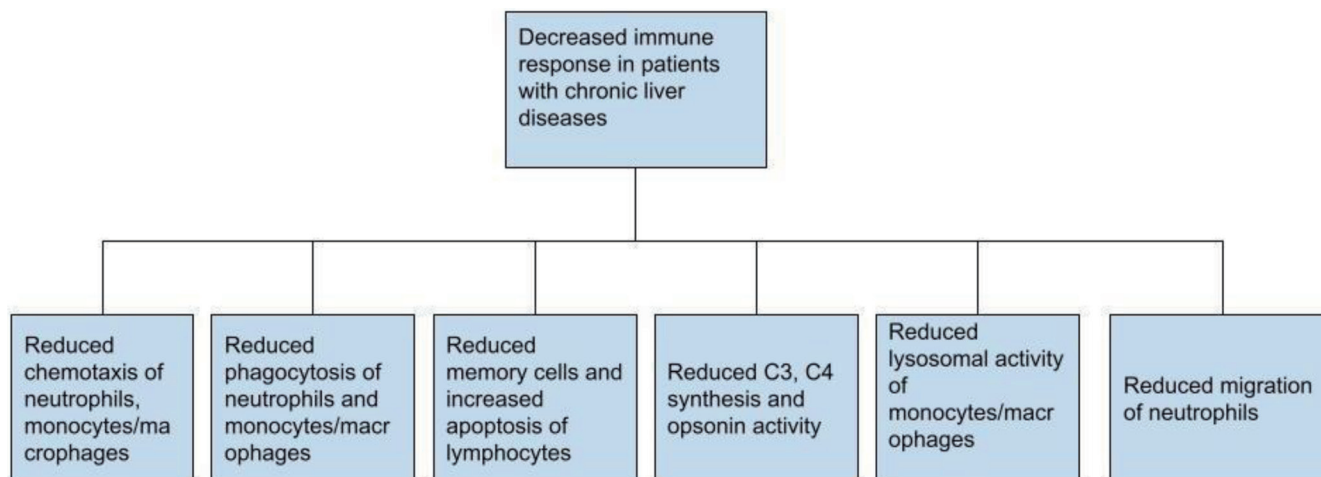 Decreased immune
response in patients
with chronic liver
diseases
Reduced
chemotaxis of
neutrophils,
monocytes/ma
crophages
Reduced
phagocytosis of
neutrophils and
monocytes/macr
ophages
Reduced
memory cells and
increased
apoptosis of
lymphocytes
Reduced C3, C4
synthesis and
opsonin activity
Reduced
lysosomal activity
of
monocytes/macr
ophages
Reduced migration
of neutrophils